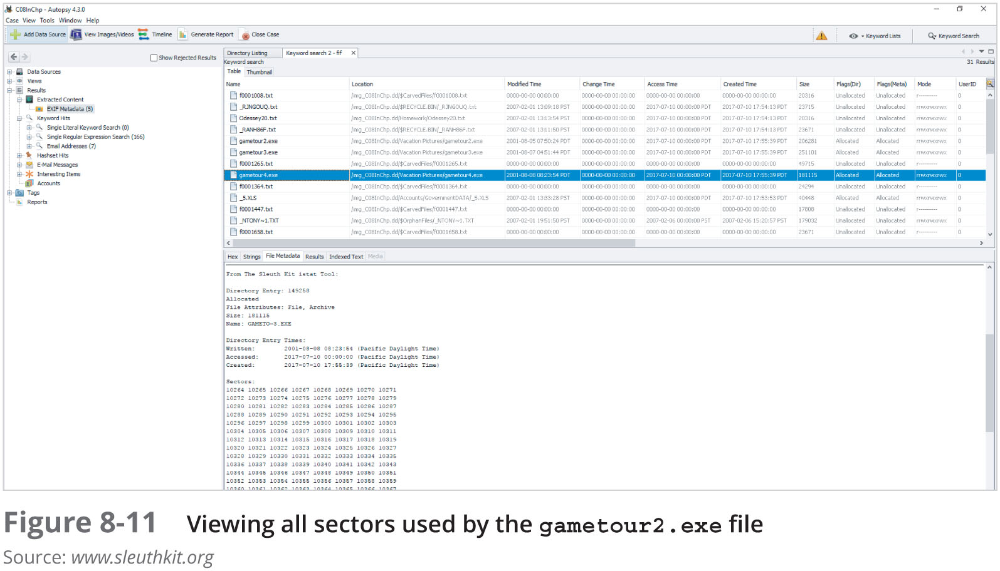 C08InChp - Autopsy 4.3.0
Case View Tools Window Help
Add Data Source View Images/Videos Timeline Generate Report Close Case Keyword Lists Keyword Search
Show Rejected Results
Data Sources
Views
Results
Extracted Content
EXIF Metadata (5)
Keyword Hits
Single Literal Keyword Search (0)
Single Regular Expression Search (166)
Email Addresses (7)
Hashset Hits
E-Mail Messages
Interesting Items
Accounts
Tags
Reports
Directory Listing Keyword search 2 - fif
Keyword search 31 Results
Table Thumbnail
Name Location Modified Time Change Time Access Time Created Time Size Flags(Dir) Flags(Meta) Mode UserID
f0001008.txt /img_C08InChp.dd/$CarvedFiles/f0001008.txt 0000-00-00 00:00:00 0000-00-00 00:00:00 0000-00-00 00:00:00 0000-00-00 00:00:00 20316 Unallocated Unallocated r--------- 0
_RJNGOUQ.txt /img_C08InChp.dd/$RECYCLE.BIN/_RJNGOUQ.txt 2007-02-01 13:09:18 PST 0000-00-00 00:00:00 2017-07-10 00:00:00 PDT 2017-07-10 17:54:13 PDT 23715 Unallocated Unallocated rrwxrwxrwx 0
Odessey20.txt /img_C08InChp.dd/Homework/Odessey20.txt 2007-02-01 13:13:54 PST 0000-00-00 00:00:00 2017-07-10 00:00:00 PDT 2017-07-10 17:54:13 PDT 20316 Unallocated Unallocated rrwxrwxrwx 0
_RANH86F.txt /img_C08InChp.dd/$RECYCLE.BIN/_RANH86F.txt 2007-02-01 13:11:50 PST 0000-00-00 00:00:00 2017-07-10 00:00:00 PDT 2017-07-10 17:54:13 PDT 23671 Unallocated Unallocated rrwxrwxrwx 0
gametour2.exe /img_C08InChp.dd/Vacation Pictures/gametour2.exe 2001-08-05 07:50:24 PDT 0000-00-00 00:00:00 2017-07-10 00:00:00 PDT 2017-07-10 17:55:39 PDT 206281 Allocated Allocated rrwxrwxrwx 0
gametour3.exe /img_C08InChp.dd/Vacation Pictures/gametour3.exe 2001-08-07 04:51:44 PDT 0000-00-00 00:00:00 2017-07-10 00:00:00 PDT 2017-07-10 17:55:39 PDT 251101 Allocated Allocated rrwxrwxrwx 0
f0001265.txt /img_C08InChp.dd/$CarvedFiles/f0001265.txt 0000-00-00 00:00:00 0000-00-00 00:00:00 0000-00-00 00:00:00 0000-00-00 00:00:00 49715 Unallocated Unallocated r--------- 0
gametour4.exe /img_C08InChp.dd/Vacation Pictures/gametour4.exe 2001-08-08 08:23:54 PDT 0000-00-00 00:00:00 2017-07-10 00:00:00 PDT 2017-07-10 17:55:39 PDT 181115 Allocated Allocated rrwxrwxrwx 0
f0001364.txt /img_C08InChp.dd/$CarvedFiles/f0001364.txt 0000-00-00 00:00:00 0000-00-00 00:00:00 0000-00-00 00:00:00 0000-00-00 00:00:00 24294 Unallocated Unallocated r--------- 0
_5.XLS /img_C08InChp.dd/Accounts/GovernmentDATA/_5.XLS 2007-02-01 13:33:28 PST 0000-00-00 00:00:00 2017-07-10 00:00:00 PDT 2017-07-10 17:53:53 PDT 40448 Allocated Allocated rrwxrwxrwx 0
f0001447.txt /img_C08InChp.dd/$CarvedFiles/f0001447.txt 0000-00-00 00:00:00 0000-00-00 00:00:00 0000-00-00 00:00:00 0000-00-00 00:00:00 17808 Unallocated Unallocated r--------- 0
_NTONY~1.TXT /img_C08InChp.dd/$OrphanFiles/_NTONY~1.TXT 2007-02-01 19:51:50 PST 0000-00-00 00:00:00 2007-02-06 00:00:00 PST 2007-02-06 15:20:57 PST 179032 Unallocated Unallocated rrwxrwxrwx 0
f0001658.txt /img_C08InChp.dd/$CarvedFiles/f0001658.txt 0000-00-00 00:00:00 0000-00-00 00:00:00 0000-00-00 00:00:00 0000-00-00 00:00:00 23671 Unallocated Unallocated r--------- 0
Hex Strings File Metadata Results Indexed Text Media
From The Sleuth Kit istat Tool:
Directory Entry: 149258
Allocated
File Attributes: File, Archive
Size: 181115
Name: GAMETO~3.EXE
Directory Entry Times:
Written: 2001-08-08 08:23:54 (Pacific Daylight Time)
Accessed: 2017-07-10 00:00:00 (Pacific Daylight Time)
Created: 2017-07-10 17:55:39 (Pacific Daylight Time)
Sectors:
10264 10265 10266 10267 10268 10269 10270 10271
10272 10273 10274 10275 10276 10277 10278 10279
10280 10281 10282 10283 10284 10285 10286 10287
10288 10289 10290 10291 10292 10293 10294 10295
10296 10297 10298 10299 10300 10301 10302 10303
10304 10305 10306 10307 10308 10309 10310 10311
10312 10313 10314 10315 10316 10317 10318 10319
10320 10321 10322 10323 10324 10325 10326 10327
10328 10329 10330 10331 10332 10333 10334 10335
10336 10337 10338 10339 10340 10341 10342 10343
10344 10345 10346 10347 10348 10349 10350 10351
10352 10353 10354 10355 10356 10357 10358 10359
10360 10361 10362 10363 10364 10365 10366 10367
Figure 8-11 Viewing all sectors used by the gametour2.exe file
Source: www.sleuthkit.org